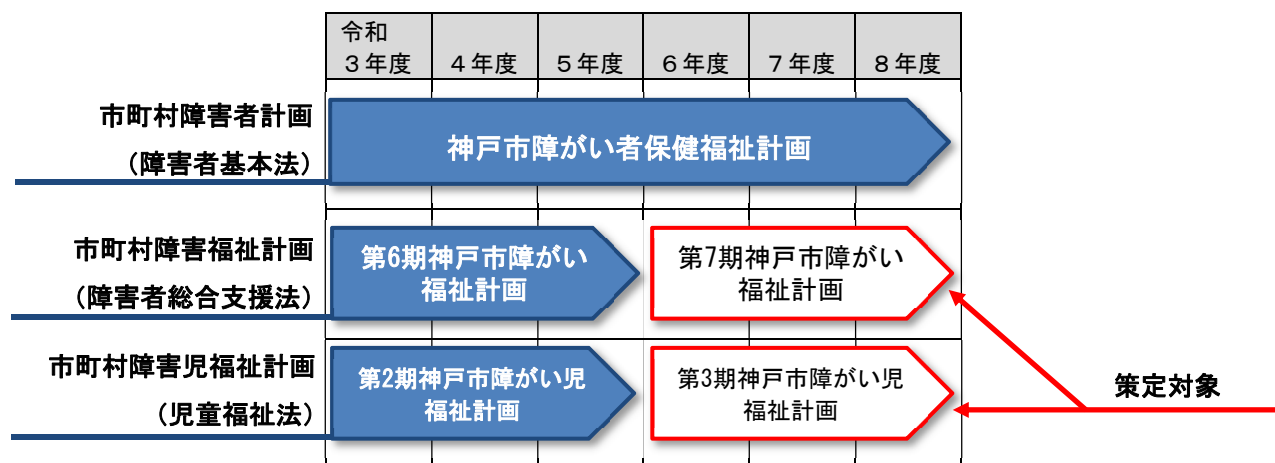 令和
３年度 ４年度 ５年度 ６年度 ７年度 ８年度
市町村障害者計画
（障害者基本法）
神戸市障がい者保健福祉計画
市町村障害福祉計画
（障害者総合支援法）
第6期神戸市障がい
福祉計画
第7期神戸市障がい
福祉計画
市町村障害児福祉計画
（児童福祉法）
第2期神戸市障がい児
福祉計画
第3期神戸市障がい児
福祉計画
策定対象